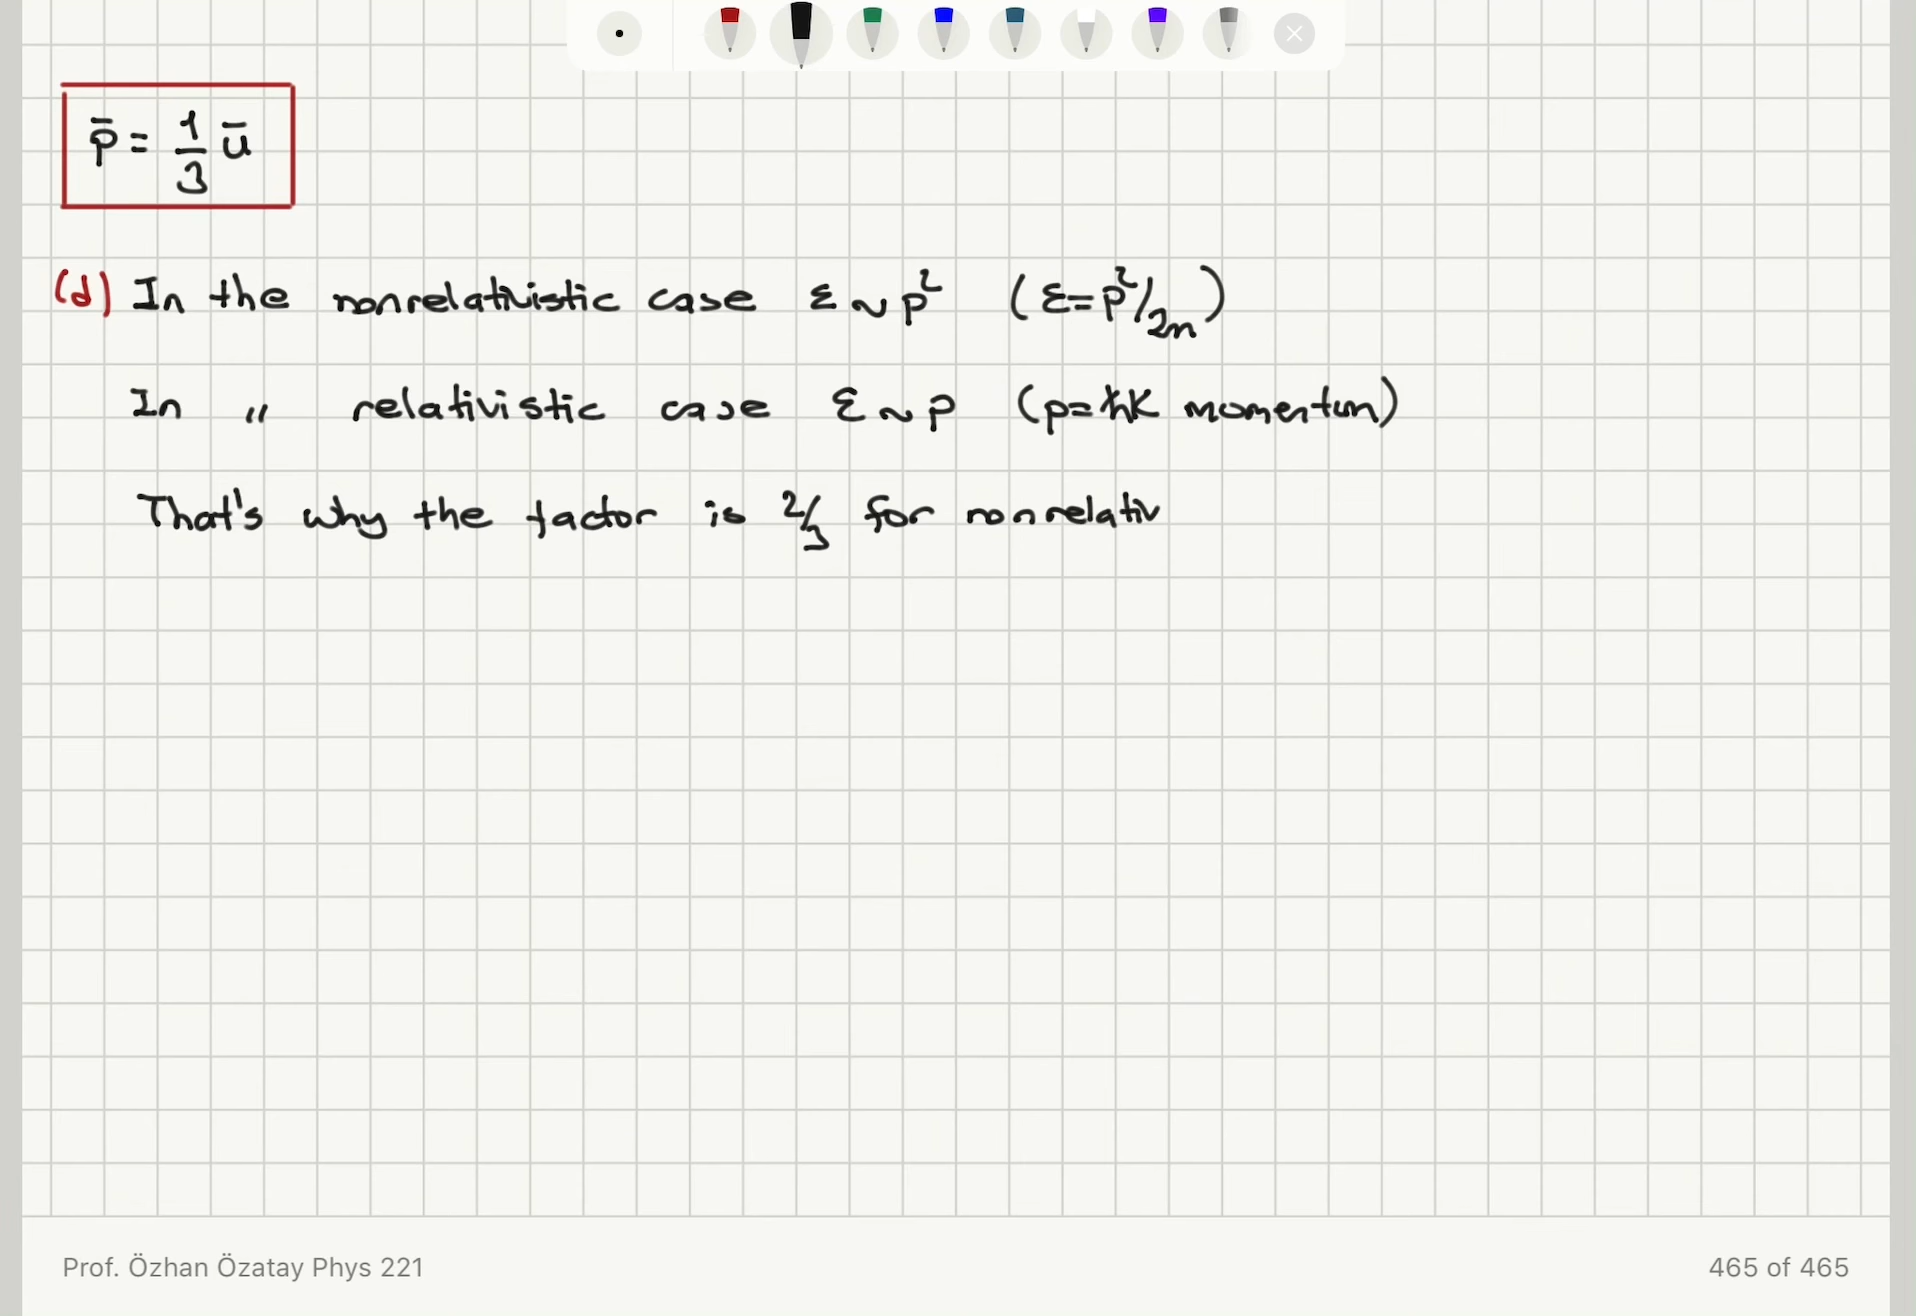 p̄ = 1/3 ū
(d) In the nonrelativistic case ε ~ p² (ε=p²/2m)
In " relativistic case ε ~ p (p=ħK momentum)
That's why the factor is 2/3 for nonrelativ
Prof. Özhan Özatay Phys 221
465 of 465